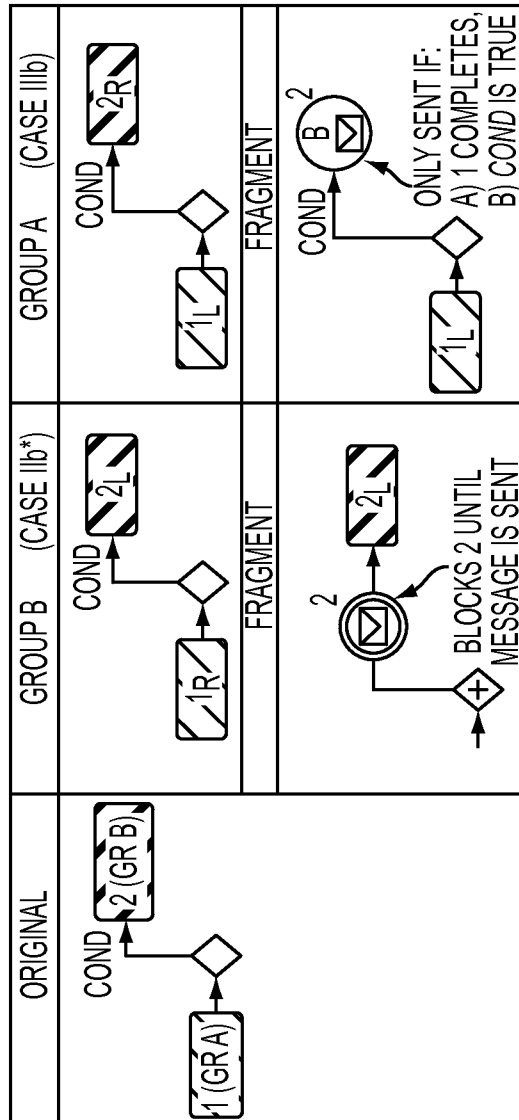 ORIGINAL
COND
2 (GR B)
1 (GR A)
GROUP B (CASE IIb*)
COND
2L
1R
FRAGMENT
2
2L
BLOCKS 2 UNTIL
MESSAGE IS SENT
GROUP A (CASE IIIb)
COND
2R
1L
FRAGMENT
COND
B
2
1L
ONLY SENT IF:
A) 1 COMPLETES,
B) COND IS TRUE